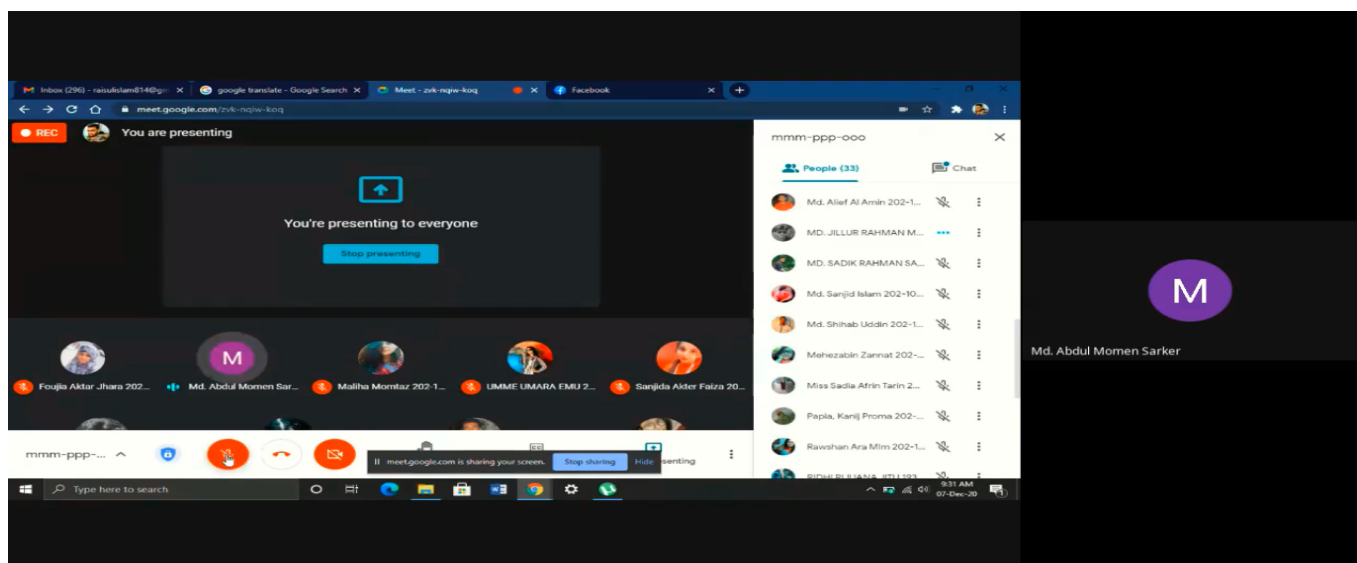 Inbox (296) - raisulislam814@gm
google translate - Google Search
Meet - zvk-nqiw-koq
Facebook
meet.google.com/zvk-nqiw-koq
REC
You are presenting
You're presenting to everyone
Stop presenting
mmm-ppp-ooo
People (33)
Chat
Md. Alief Al Amin 202-1...
MD. JILLUR RAHMAN M...
MD. SADIK RAHMAN SA...
Md. Sanjid Islam 202-10...
Md. Shihab Uddin 202-1...
Mehezabin Zannat 202-...
Miss Sadia Afrin Tarin 2...
Papia, Kanij Proma 202-...
Rawshan Ara Mim 202-1...
Foujia Aktar Jhara 202...
M
Md. Abdul Momen Sar...
Maliha Momtaz 202-1...
UMME UMARA EMU 2...
Sanjida Akter Faiza 20...
mmm-ppp-...
meet.google.com is sharing your screen.
Stop sharing
Hide
senting
Type here to search
9:31 AM
07-Dec-20
M
Md. Abdul Momen Sarker